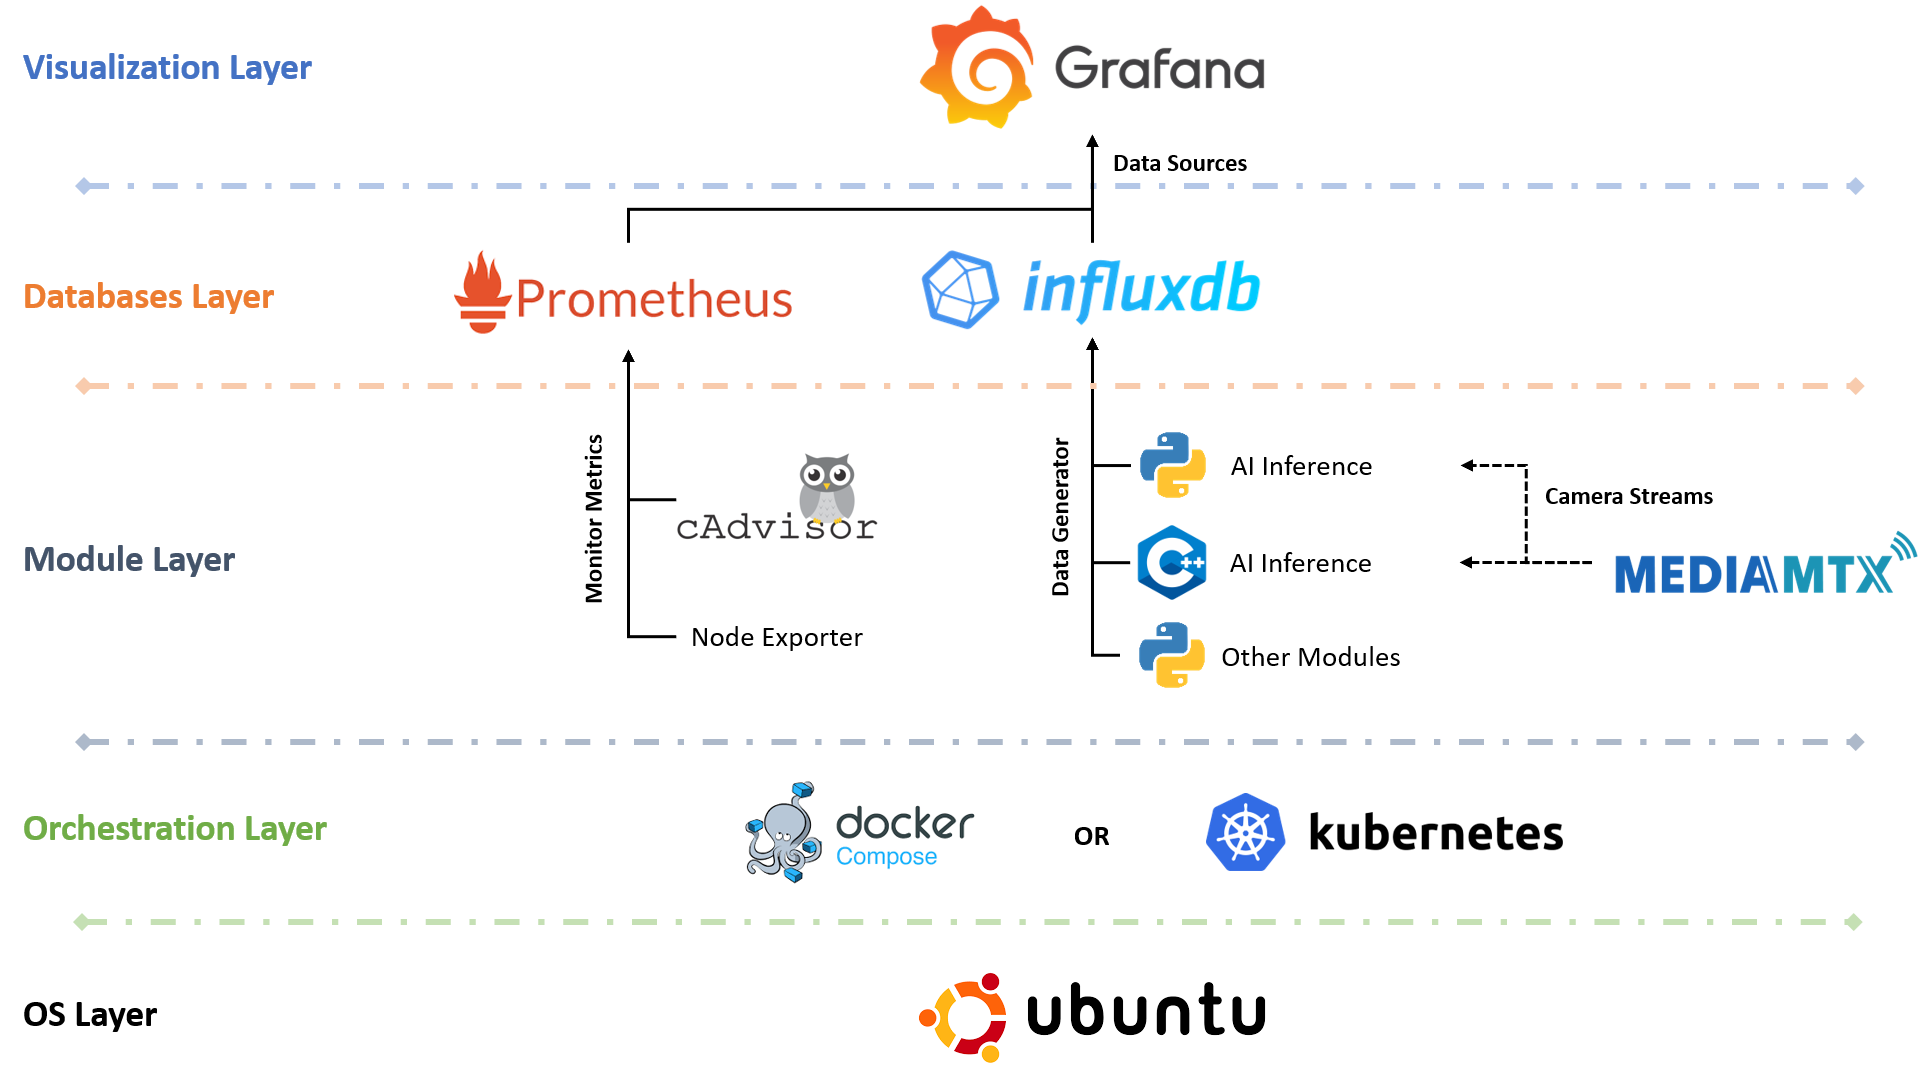 Visualization Layer
Grafana
Data Sources
Databases Layer
Prometheus
influxdb
Module Layer
Monitor Metrics
cAdvisor
Node Exporter
Data Generator
AI Inference
C++
AI Inference
Other Modules
Camera Streams
MEDIAMTX
Orchestration Layer
docker
Compose
OR
kubernetes
OS Layer
ubuntu